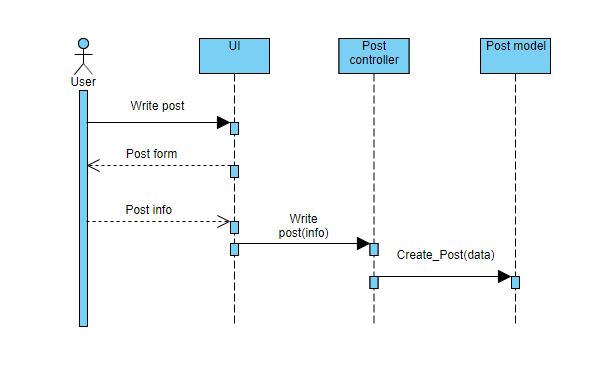 UI
Post
controller
Post model
User
Write post
Post form
Post info
Write
post(info)
Create_Post(data)